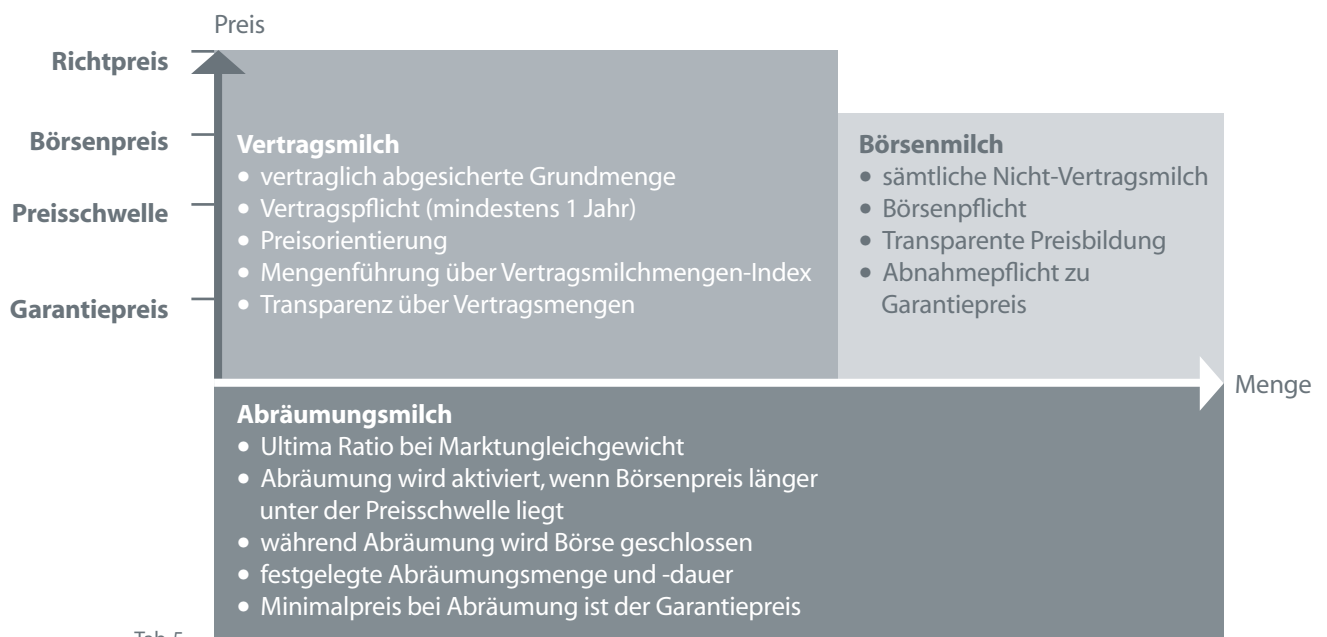 Preis
Richtpreis
Börsenpreis
Preisschwelle
Garantiepreis
Vertragsmilch
• vertraglich abgesicherte Grundmenge
• Vertragspflicht (mindestens 1 Jahr)
• Preisorientierung
• Mengenführung über Vertragsmilchmengen-Index
• Transparenz über Vertragsmengen
Börsenmilch
• sämtliche Nicht-Vertragsmilch
• Börsenpflicht
• Transparente Preisbildung
• Abnahmepflicht zu
Garantiepreis
Menge
Abräumungsmilch
• Ultima Ratio bei Marktungleichgewicht
• Abräumung wird aktiviert, wenn Börsenpreis länger
unter der Preisschwelle liegt
• während Abräumung wird Börse geschlossen
• festgelegte Abräumungsmenge und -dauer
• Minimalpreis bei Abräumung ist der Garantiepreis